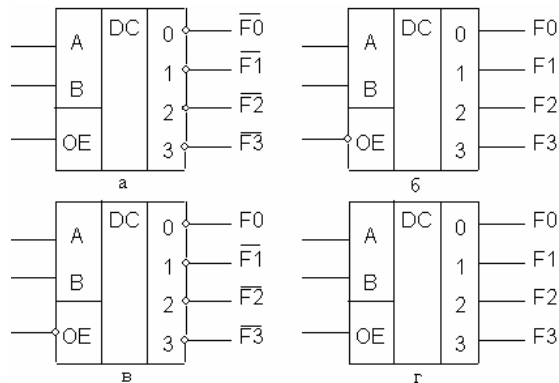 A DC 0 F̅0̅
1 F̅1̅
B 2 F̅2̅
OE 3 F̅3̅
а
A DC 0 F0
1 F1
B 2 F2
OE 3 F3
б
A DC 0 F0
1 F̅1̅
B 2 F̅2̅
OE 3 F̅3̅
в
A DC 0 F0
1 F1
B 2 F2
OE 3 F3
г